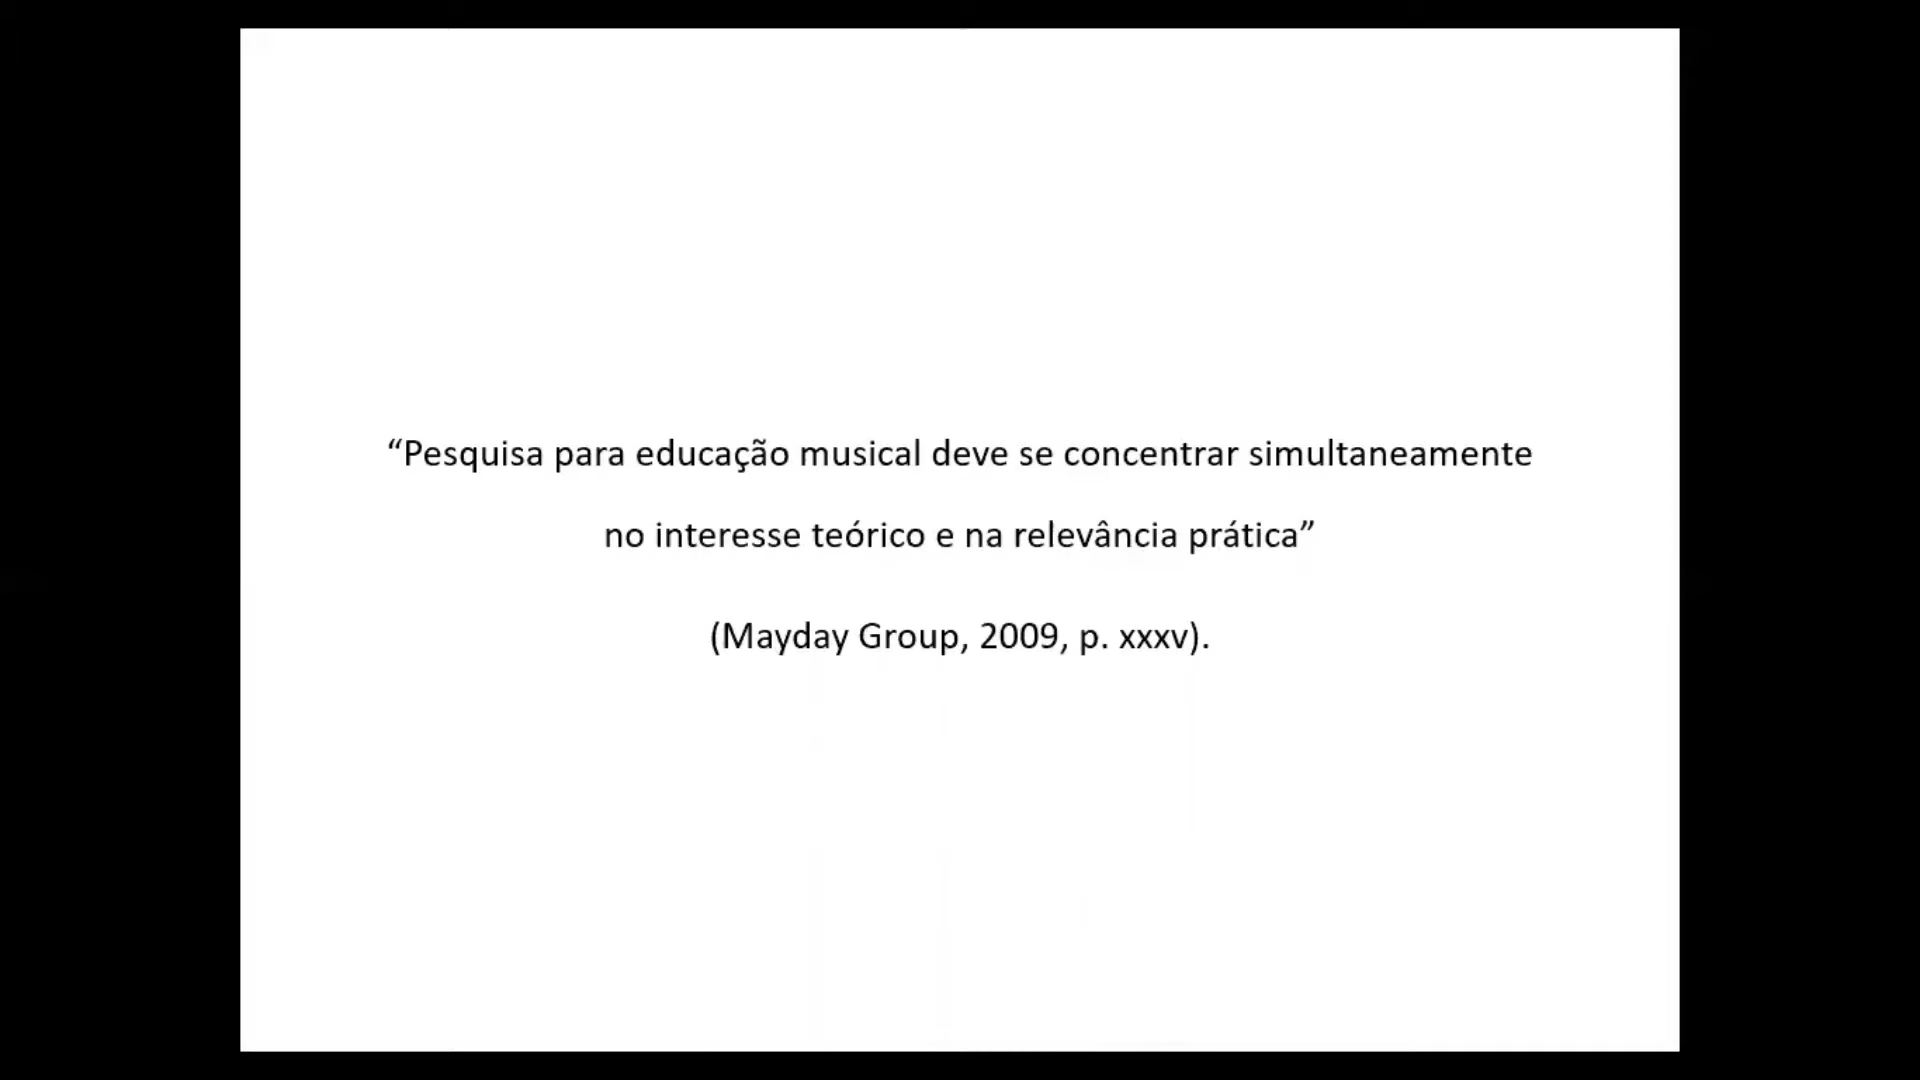 “Pesquisa para educação musical deve se concentrar simultaneamente
no interesse teórico e na relevância prática”
(Mayday Group, 2009, p. xxxv).